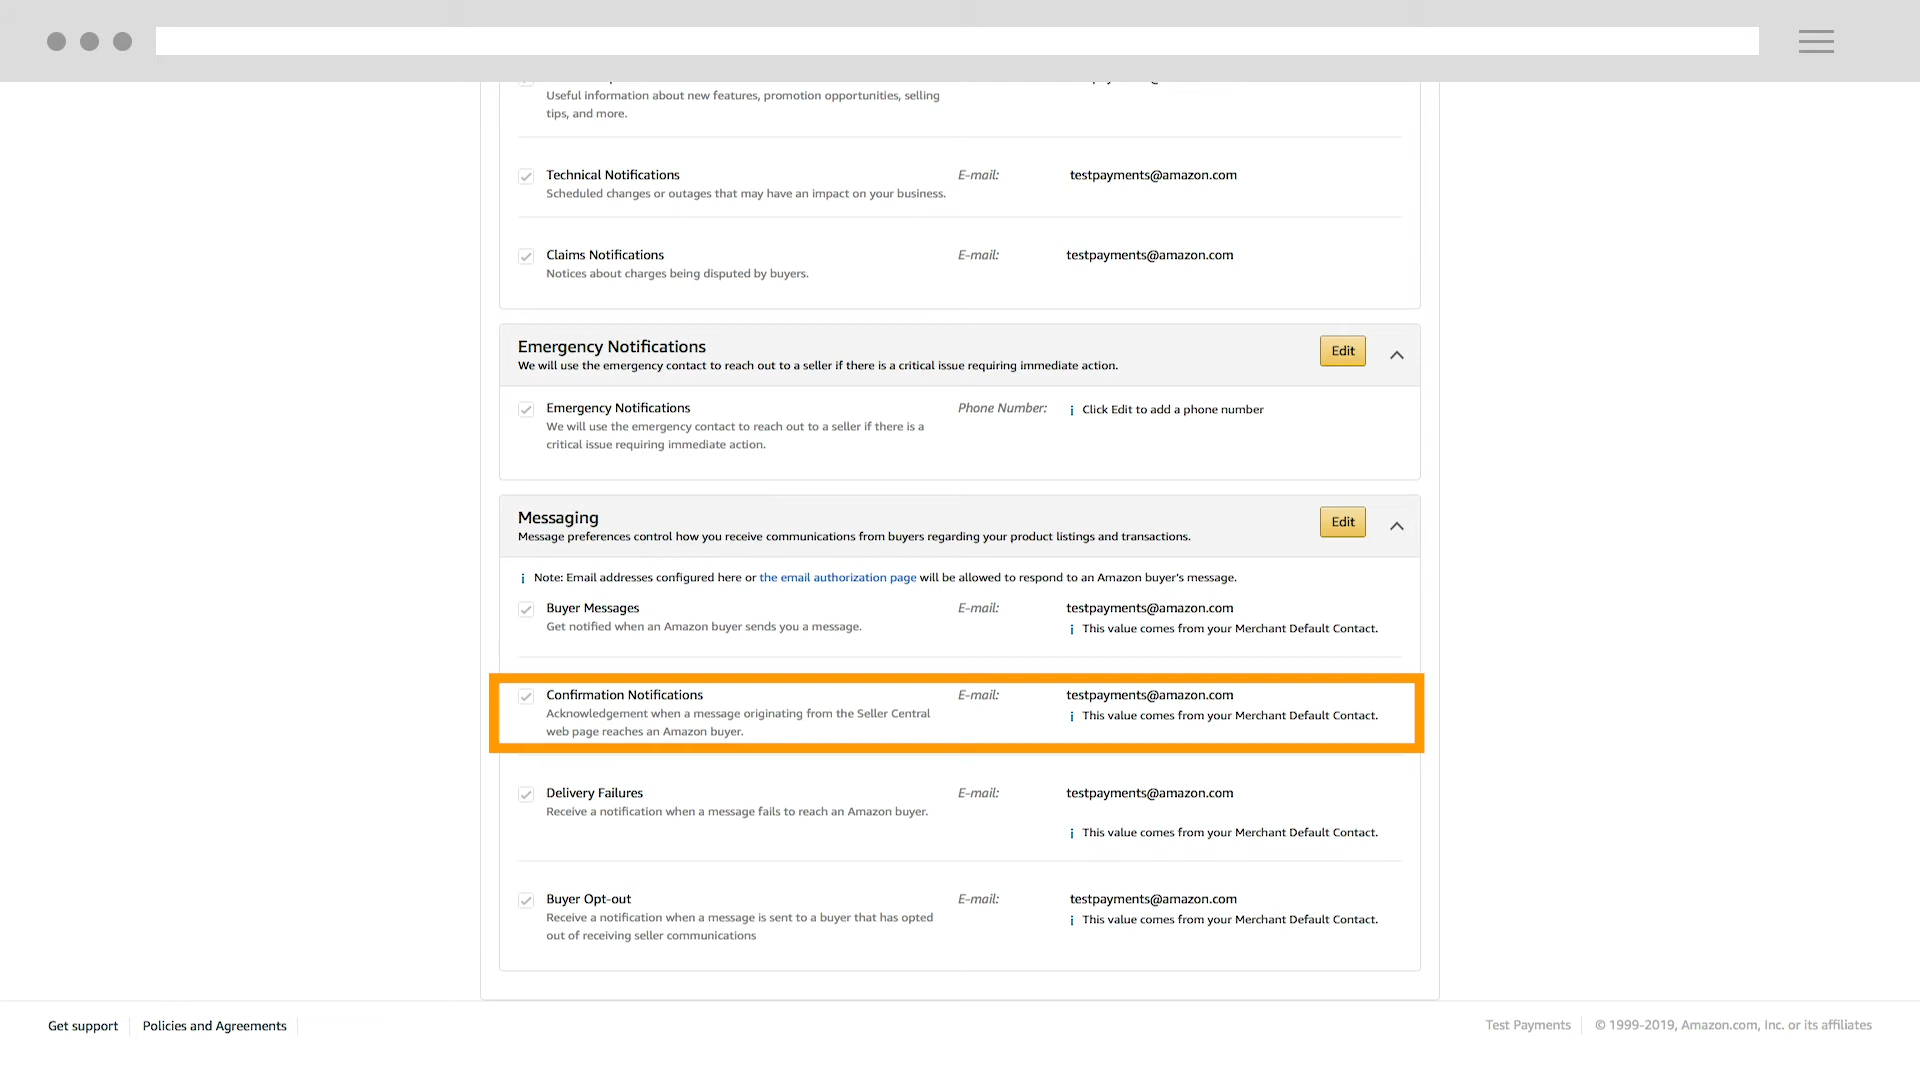 Useful information about new features, promotion opportunities, selling
tips, and more.
Technical Notifications E-mail: testpayments@amazon.com
Scheduled changes or outages that may have an impact on your business.
Claims Notifications E-mail: testpayments@amazon.com
Notices about charges being disputed by buyers.
Emergency Notifications Edit
We will use the emergency contact to reach out to a seller if there is a critical issue requiring immediate action.
Emergency Notifications Phone Number: i Click Edit to add a phone number
We will use the emergency contact to reach out to a seller if there is a
critical issue requiring immediate action.
Messaging Edit
Message preferences control how you receive communications from buyers regarding your product listings and transactions.
i Note: Email addresses configured here or the email authorization page will be allowed to respond to an Amazon buyer's message.
Buyer Messages E-mail: testpayments@amazon.com
Get notified when an Amazon buyer sends you a message. i This value comes from your Merchant Default Contact.
Confirmation Notifications E-mail: testpayments@amazon.com
Acknowledgement when a message originating from the Seller Central i This value comes from your Merchant Default Contact.
web page reaches an Amazon buyer.
Delivery Failures E-mail: testpayments@amazon.com
Receive a notification when a message fails to reach an Amazon buyer.
i This value comes from your Merchant Default Contact.
Buyer Opt-out E-mail: testpayments@amazon.com
Receive a notification when a message is sent to a buyer that has opted i This value comes from your Merchant Default Contact.
out of receiving seller communications
Get support Policies and Agreements Test Payments © 1999-2019, Amazon.com, Inc. or its affiliates